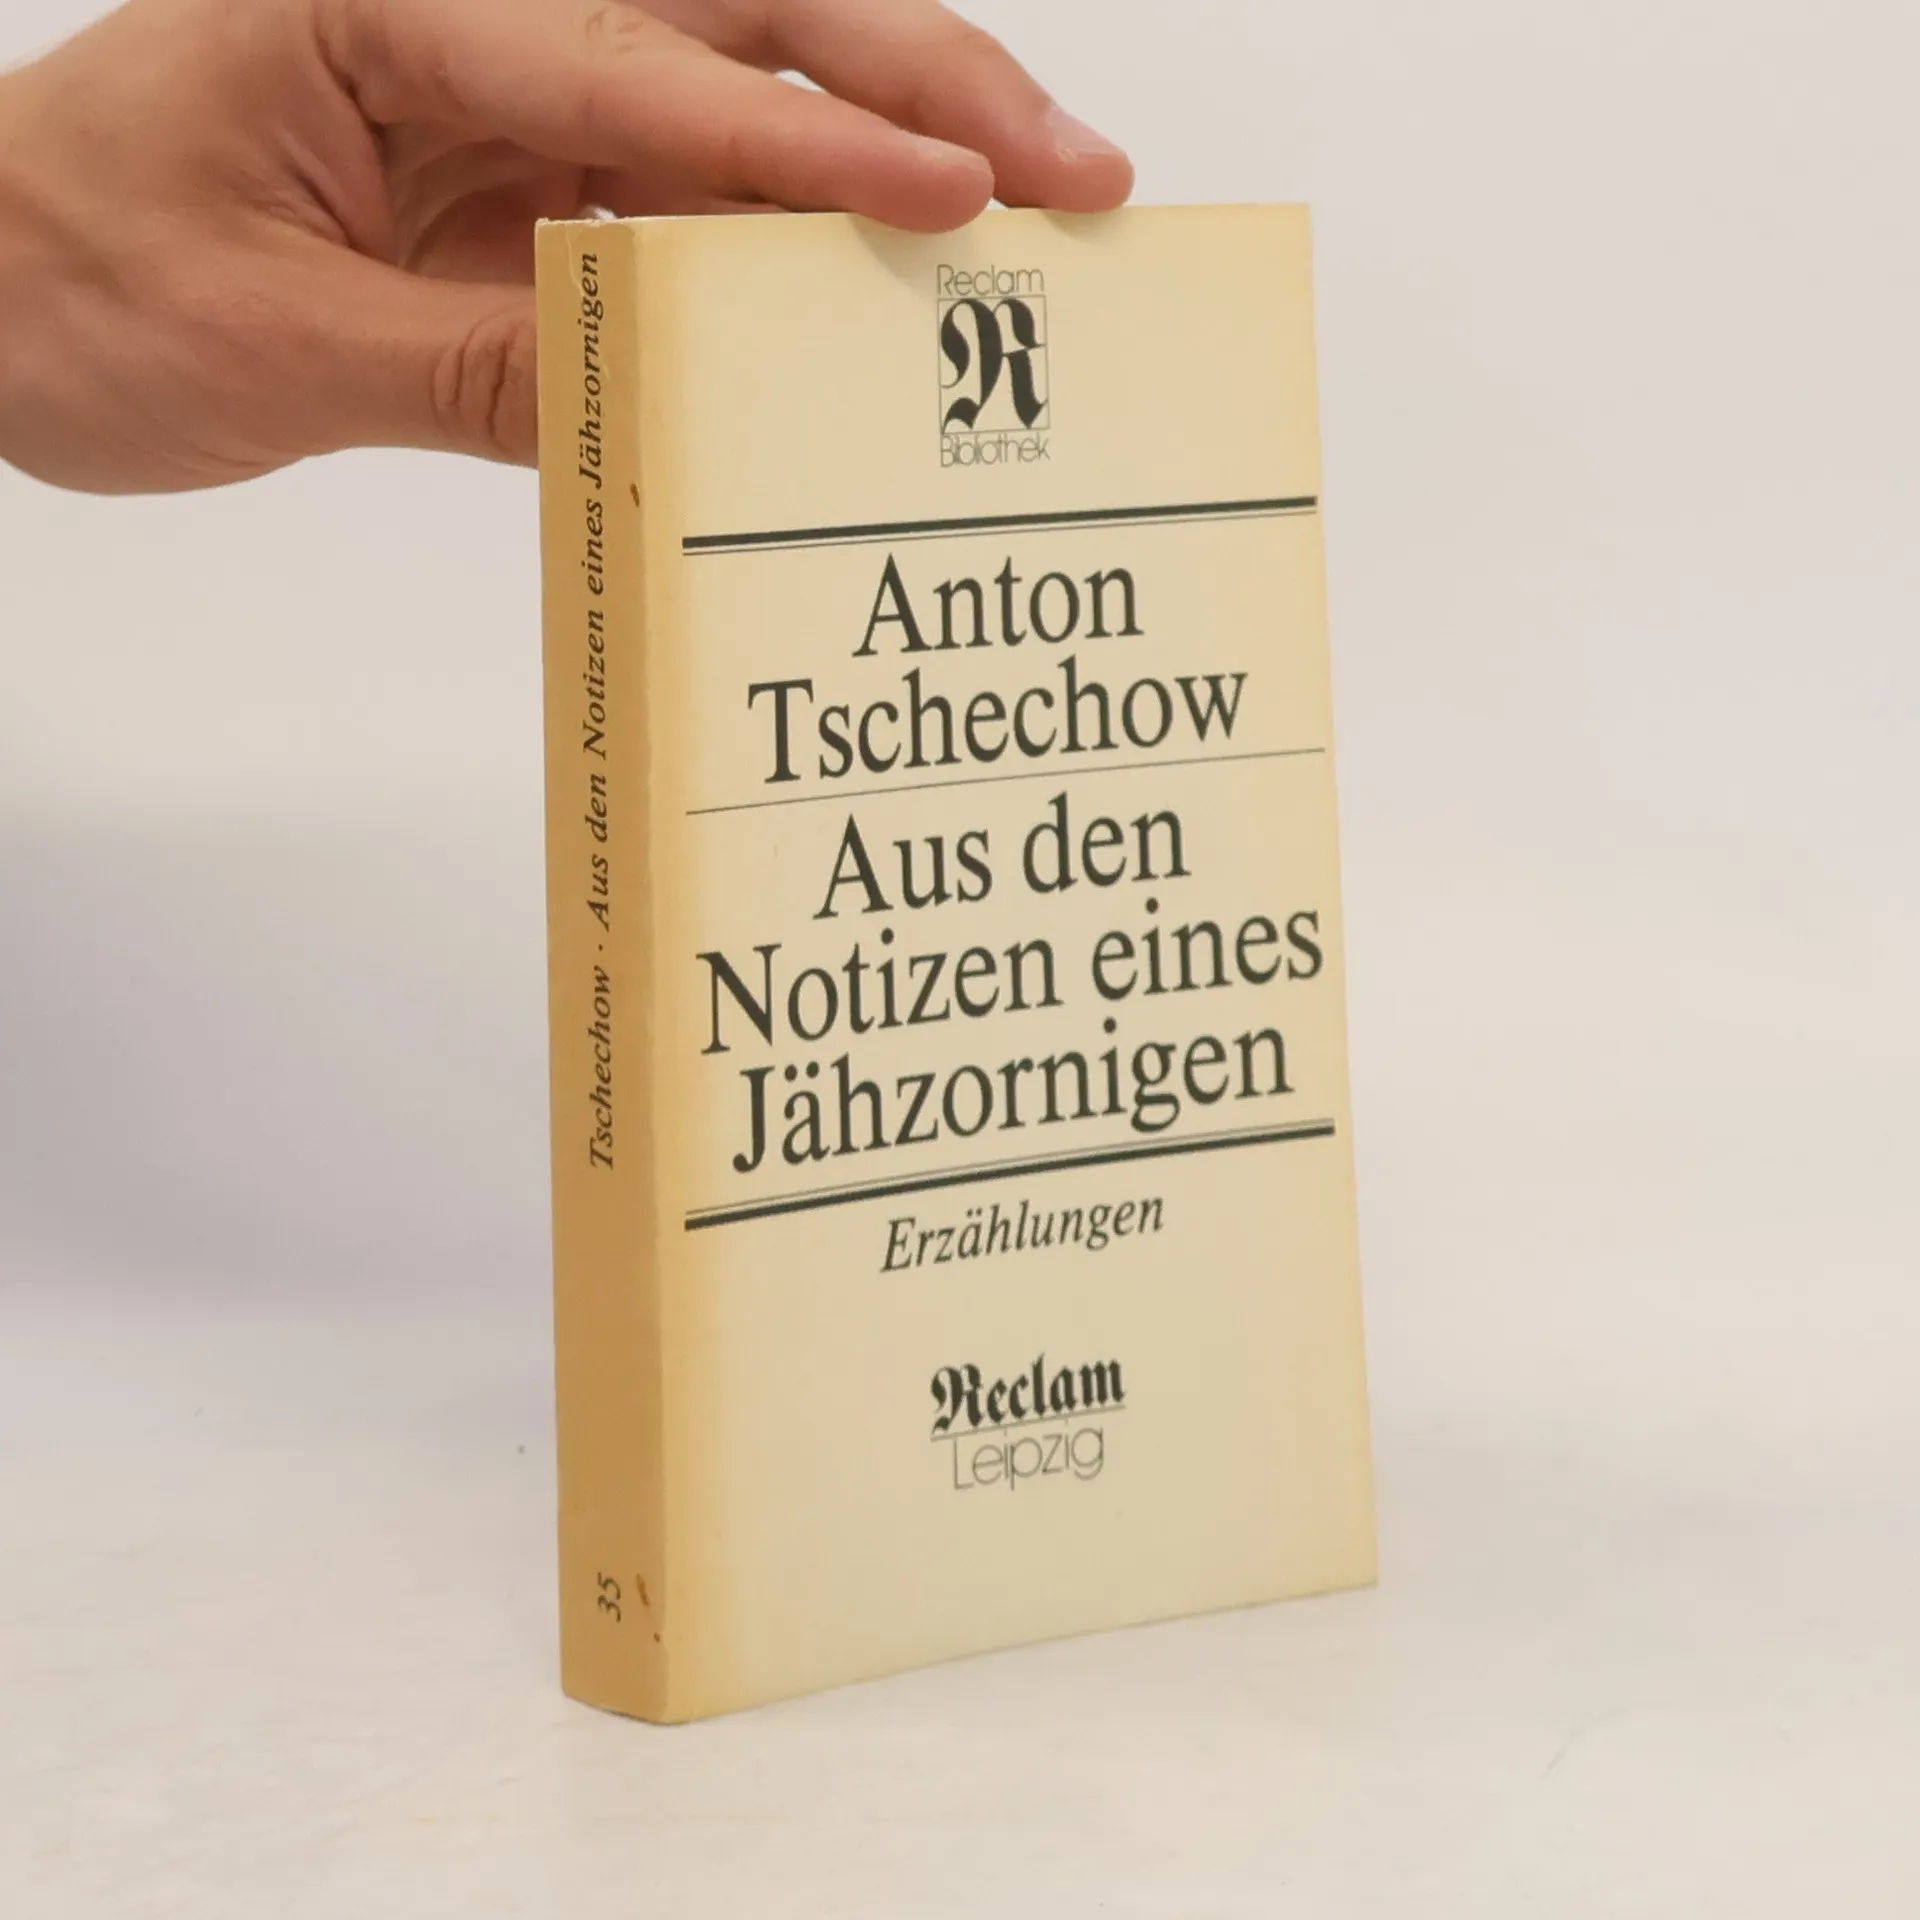 Reclam
R
Bibliothek
Anton
Tschechow
Aus den
Notizen eines
Jähzornigen
Erzählungen
Reclam
Leipzig
Tschechow · Aus den Notizen eines Jähzornigen
35